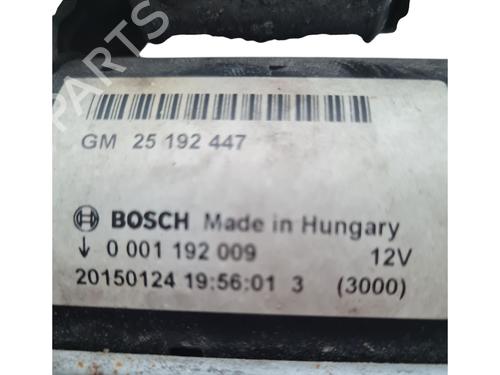 PARTS
GM 25 192 447
BOSCH Made in Hungary
↓ 0 001 192 009 12V
20150124 19:56:01 3 (3000)